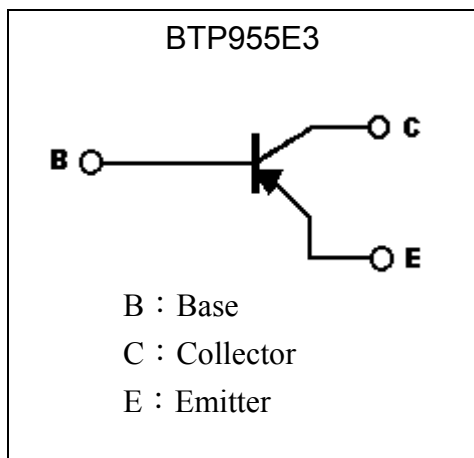 BTP955E3
C
B
E
B：Base
C：Collector
E：Emitter